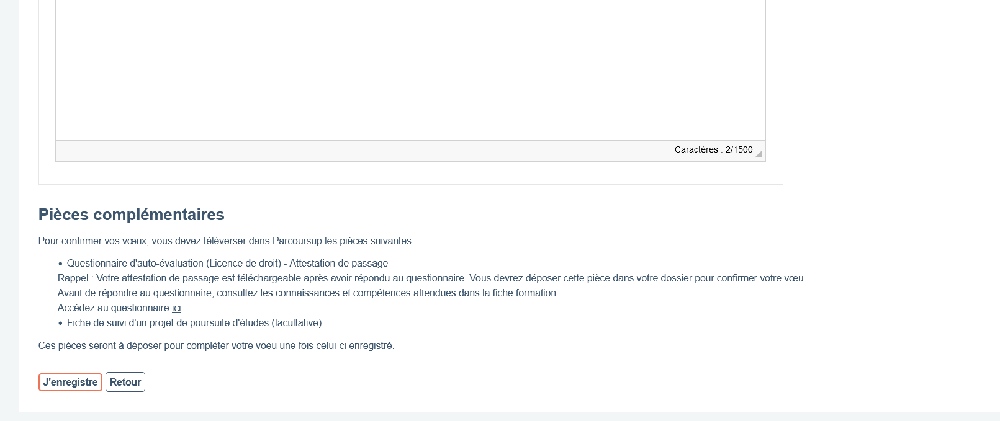 Caractères : 2/1500
Pièces complémentaires
Pour confirmer vos vœux, vous devez téléverser dans Parcoursup les pièces suivantes :
• Questionnaire d'auto-évaluation (Licence de droit) - Attestation de passage
Rappel : Votre attestation de passage est téléchargeable après avoir répondu au questionnaire. Vous devrez déposer cette pièce dans votre dossier pour confirmer votre vœu.
Avant de répondre au questionnaire, consultez les connaissances et compétences attendues dans la fiche formation.
Accédez au questionnaire ici
• Fiche de suivi d'un projet de poursuite d'études (facultative)
Ces pièces seront à déposer pour compléter votre voeu une fois celui-ci enregistré.
J'enregistre Retour